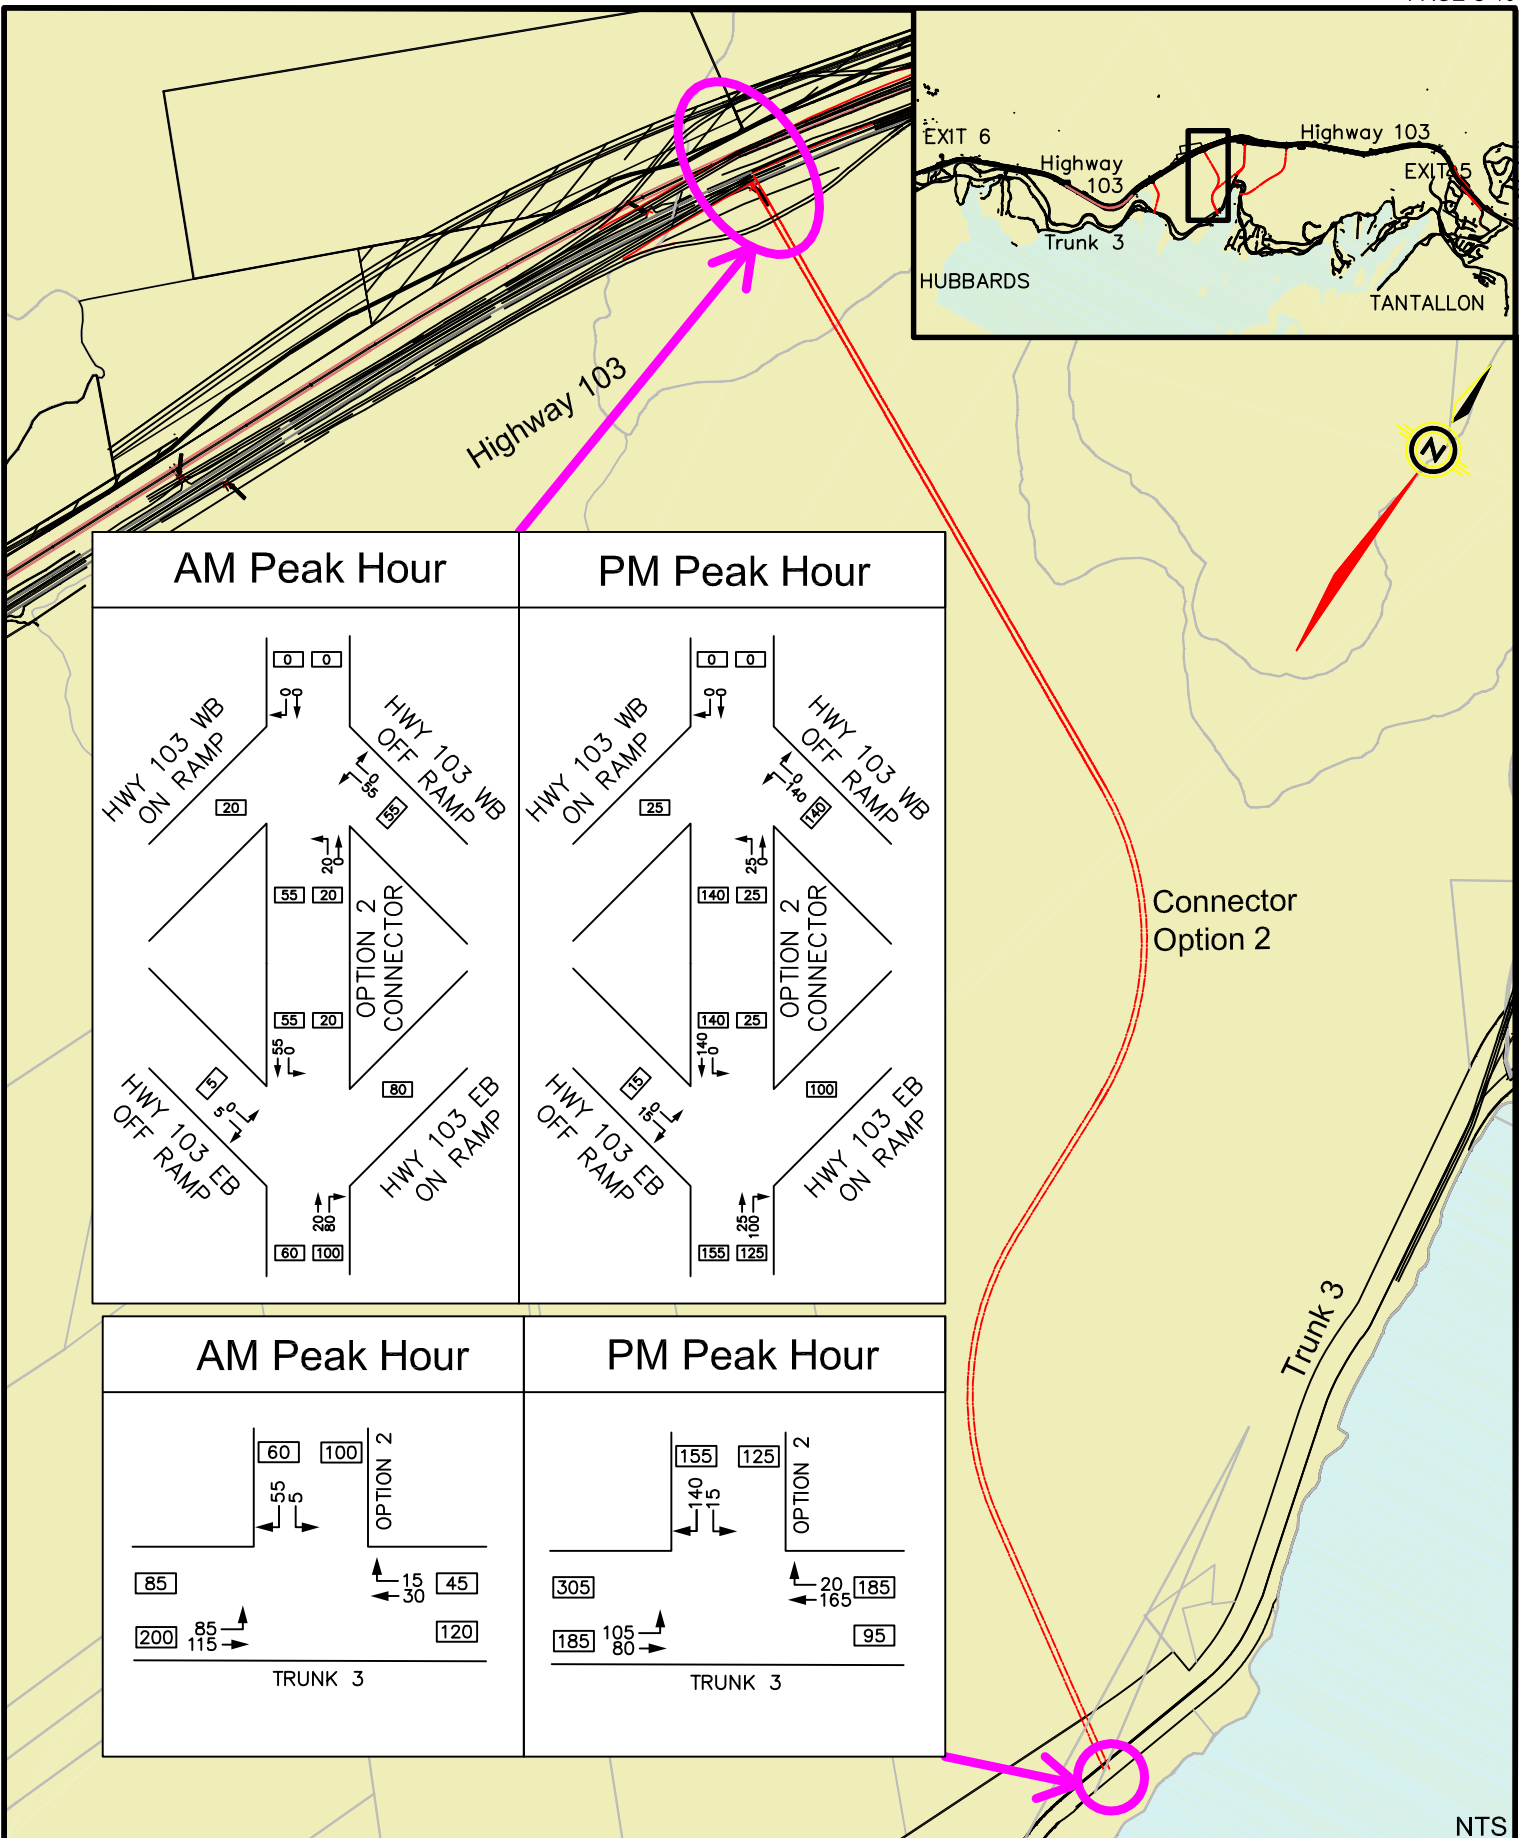 EXIT 6
Highway 103
Highway
103
EXIT 5
Trunk 3
HUBBARDS
TANTALLON
Highway 103
N
AM Peak Hour
PM Peak Hour
0 0
0
0
HWY 103 WB
ON RAMP
HWY 103 WB
OFF RAMP
0
55
20
55
20
0
55 20
OPTION 2
CONNECTOR
55 20
55
0
5
0
5
80
HWY 103 EB
OFF RAMP
HWY 103 EB
ON RAMP
20
80
60 100
0 0
0
0
HWY 103 WB
ON RAMP
HWY 103 WB
OFF RAMP
0
140
25
140
25
0
140 25
OPTION 2
CONNECTOR
140 25
140
0
15
0
15
100
HWY 103 EB
OFF RAMP
HWY 103 EB
ON RAMP
25
100
155 125
Connector
Option 2
Trunk 3
AM Peak Hour
PM Peak Hour
60 100
OPTION 2
55
5
85
15
30
45
200
85
115
120
TRUNK 3
155 125
OPTION 2
140
15
305
20
165
185
185
105
80
95
TRUNK 3
NTS